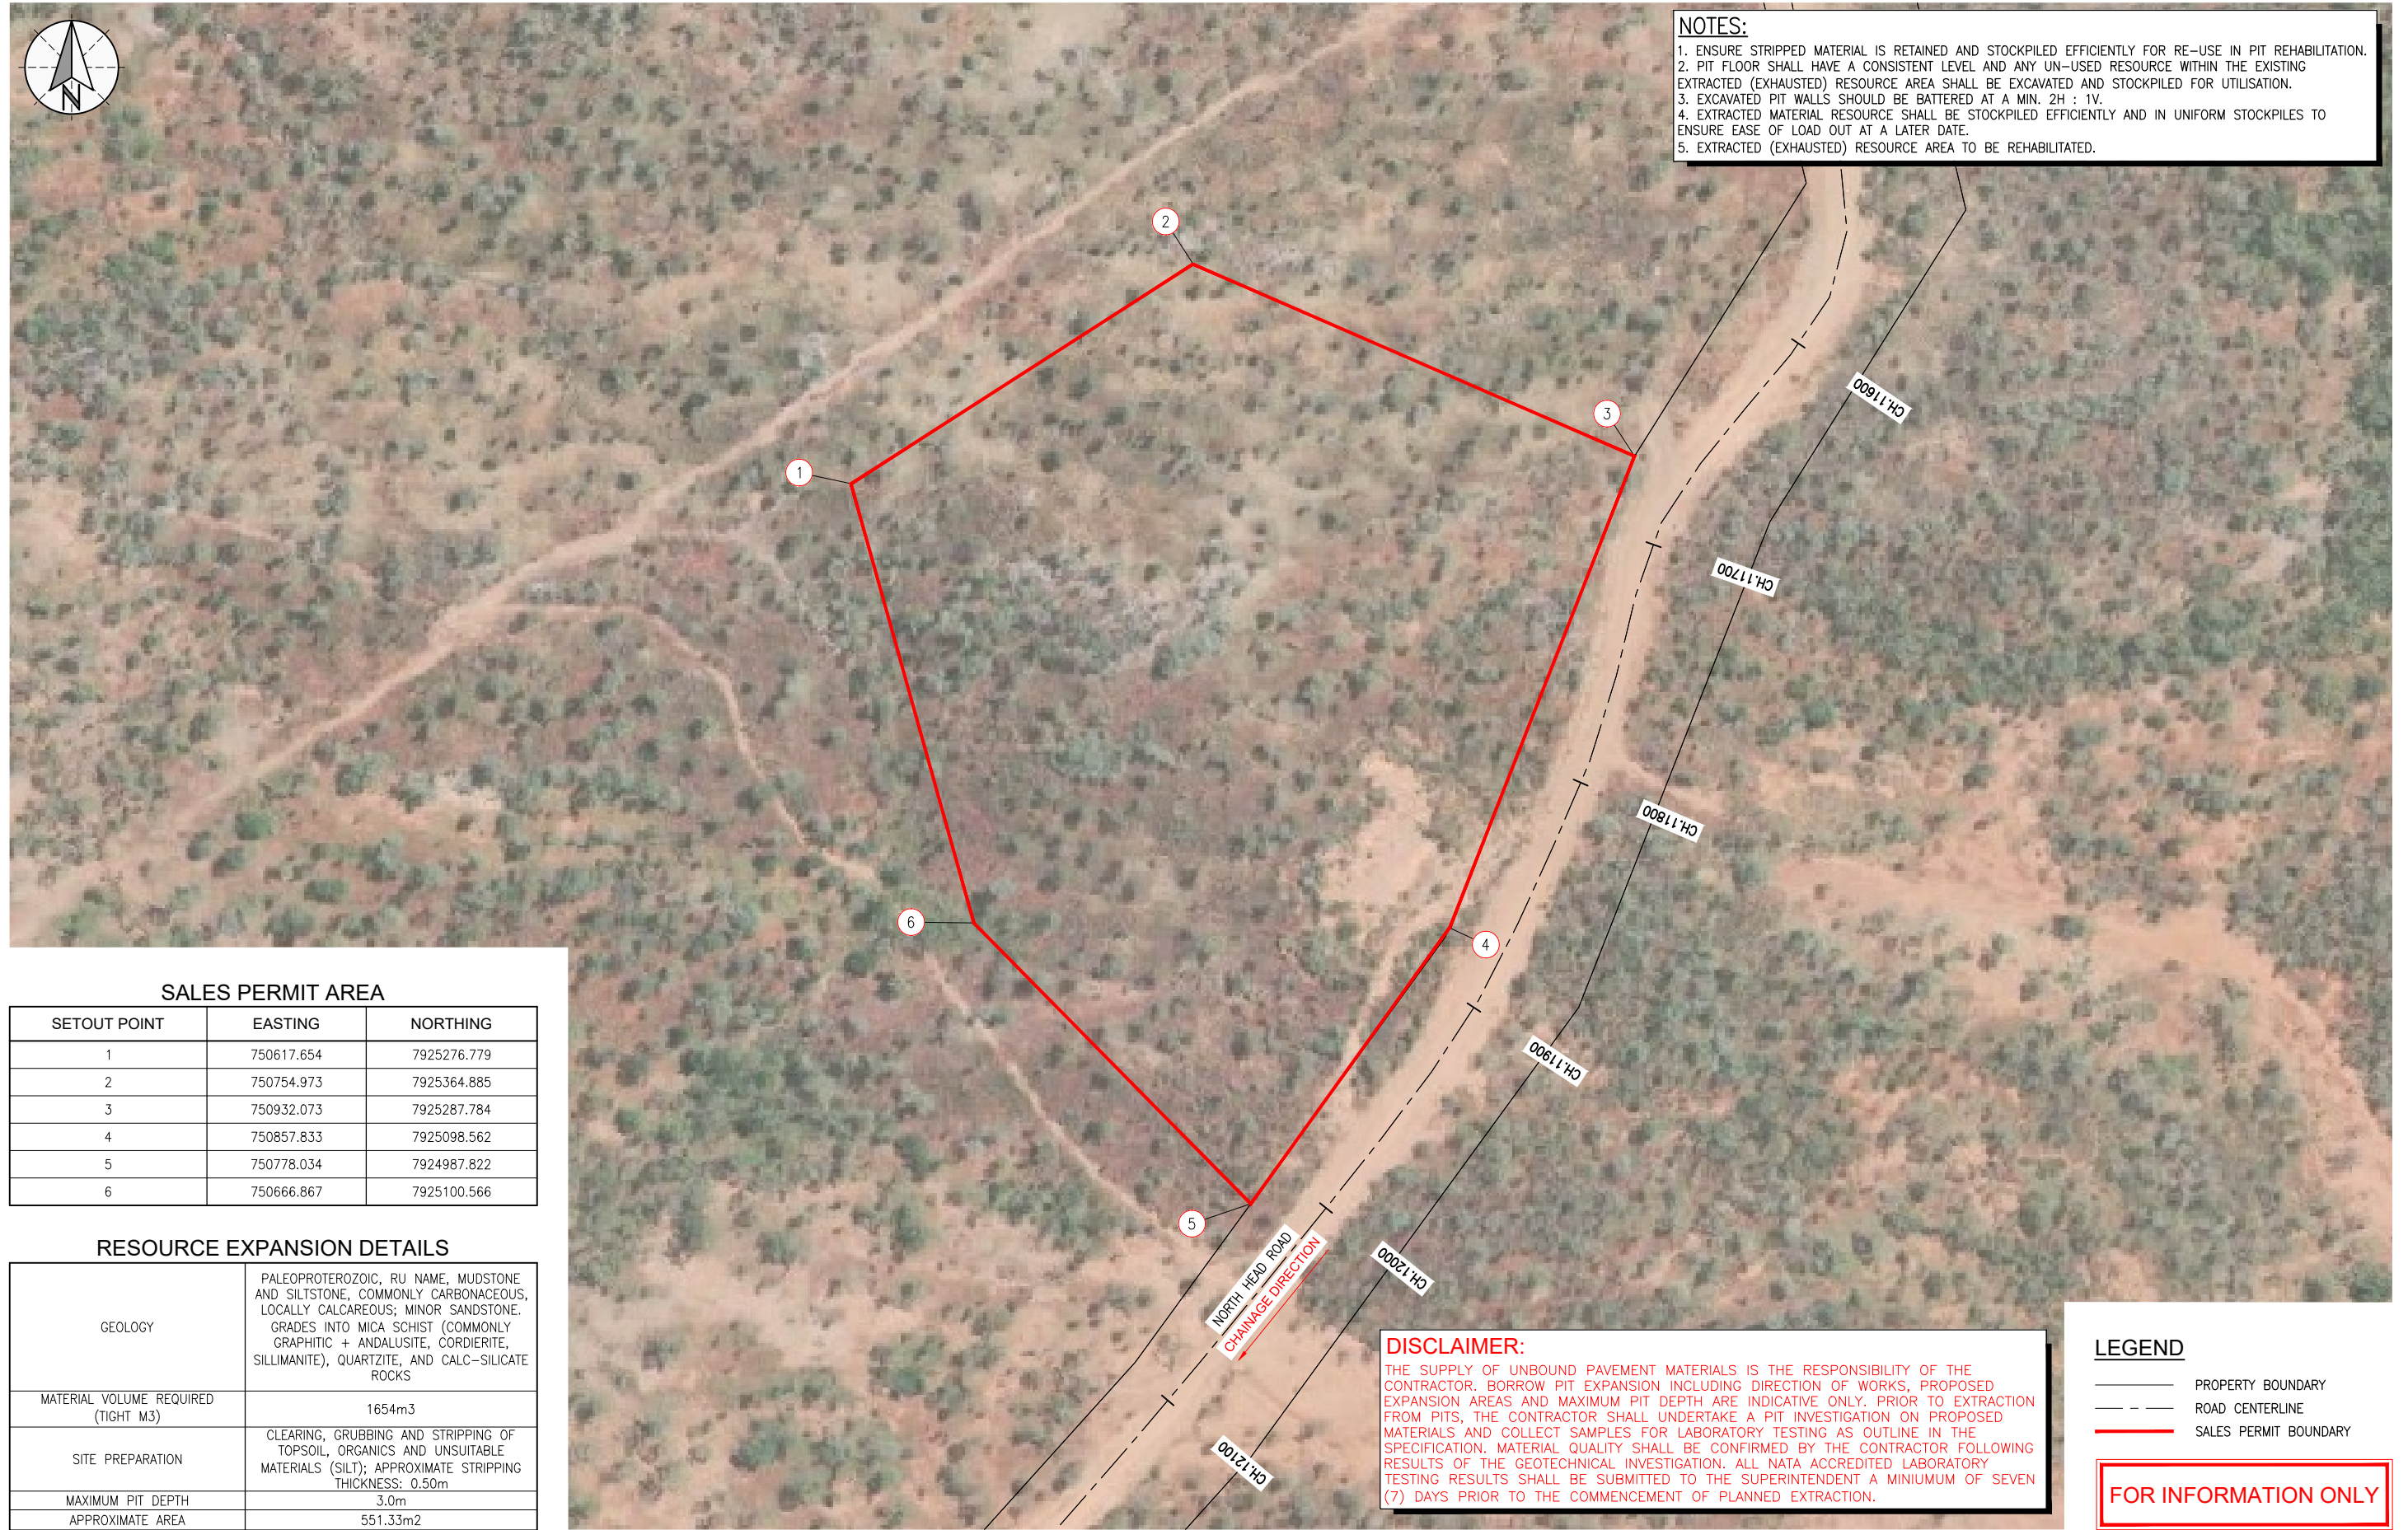 N
NOTES:
1. ENSURE STRIPPED MATERIAL IS RETAINED AND STOCKPILED EFFICIENTLY FOR RE-USE IN PIT REHABILITATION.
2. PIT FLOOR SHALL HAVE A CONSISTENT LEVEL AND ANY UN-USED RESOURCE WITHIN THE EXISTING
EXTRACTED (EXHAUSTED) RESOURCE AREA SHALL BE EXCAVATED AND STOCKPILED FOR UTILISATION.
3. EXCAVATED PIT WALLS SHOULD BE BATTERED AT A MIN. 2H : 1V.
4. EXTRACTED MATERIAL RESOURCE SHALL BE STOCKPILED EFFICIENTLY AND IN UNIFORM STOCKPILES TO
ENSURE EASE OF LOAD OUT AT A LATER DATE.
5. EXTRACTED (EXHAUSTED) RESOURCE AREA TO BE REHABILITATED.
2
3
1
6
4
5
CH.11600
CH.11700
CH.11800
CH.11900
CH.12000
CH.12100
NORTH HEAD ROAD
CHAINAGE DIRECTION
SALES PERMIT AREA
SETOUT POINT EASTING NORTHING
1 750617.654 7925276.779
2 750754.973 7925364.885
3 750932.073 7925287.784
4 750857.833 7925098.562
5 750778.034 7924987.822
6 750666.867 7925100.566
RESOURCE EXPANSION DETAILS
GEOLOGY
PALEOPROTEROZOIC, RU NAME, MUDSTONE
AND SILTSTONE, COMMONLY CARBONACEOUS,
LOCALLY CALCAREOUS; MINOR SANDSTONE.
GRADES INTO MICA SCHIST (COMMONLY
GRAPHITIC + ANDALUSITE, CORDIERITE,
SILLIMANITE), QUARTZITE, AND CALC-SILICATE
ROCKS
MATERIAL VOLUME REQUIRED
(TIGHT M3)
1654m3
SITE PREPARATION
CLEARING, GRUBBING AND STRIPPING OF
TOPSOIL, ORGANICS AND UNSUITABLE
MATERIALS (SILT); APPROXIMATE STRIPPING
THICKNESS: 0.50m
MAXIMUM PIT DEPTH 3.0m
APPROXIMATE AREA 551.33m2
DISCLAIMER:
THE SUPPLY OF UNBOUND PAVEMENT MATERIALS IS THE RESPONSIBILITY OF THE
CONTRACTOR. BORROW PIT EXPANSION INCLUDING DIRECTION OF WORKS, PROPOSED
EXPANSION AREAS AND MAXIMUM PIT DEPTH ARE INDICATIVE ONLY. PRIOR TO EXTRACTION
FROM PITS, THE CONTRACTOR SHALL UNDERTAKE A PIT INVESTIGATION ON PROPOSED
MATERIALS AND COLLECT SAMPLES FOR LABORATORY TESTING AS OUTLINE IN THE
SPECIFICATION. MATERIAL QUALITY SHALL BE CONFIRMED BY THE CONTRACTOR FOLLOWING
RESULTS OF THE GEOTECHNICAL INVESTIGATION. ALL NATA ACCREDITED LABORATORY
TESTING RESULTS SHALL BE SUBMITTED TO THE SUPERINTENDENT A MINIUMUM OF SEVEN
(7) DAYS PRIOR TO THE COMMENCEMENT OF PLANNED EXTRACTION.
LEGEND
PROPERTY BOUNDARY
ROAD CENTERLINE
SALES PERMIT BOUNDARY
FOR INFORMATION ONLY